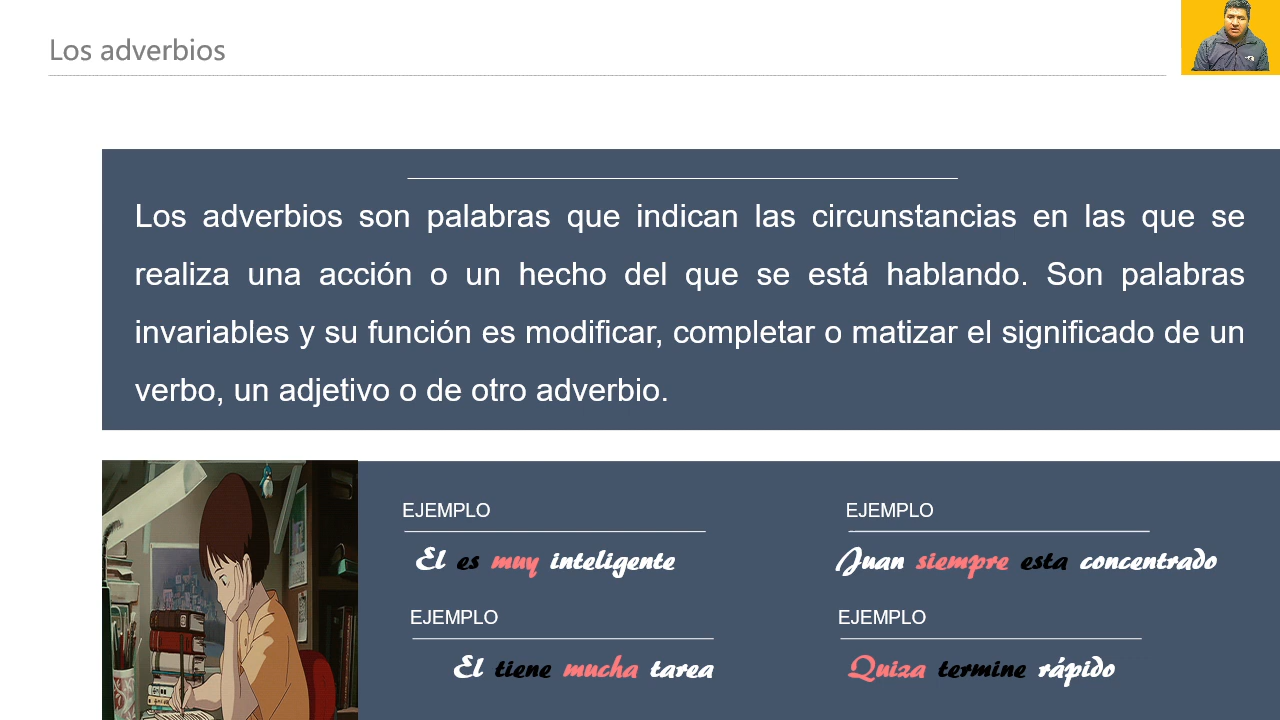 Los adverbios
Los adverbios son palabras que indican las circunstancias en las que se
realiza una acción o un hecho del que se está hablando. Son palabras
invariables y su función es modificar, completar o matizar el significado de un
verbo, un adjetivo o de otro adverbio.
EJEMPLO
El es muy inteligente
EJEMPLO
Juan siempre esta concentrado
EJEMPLO
El tiene mucha tarea
EJEMPLO
Quiza termine rápido